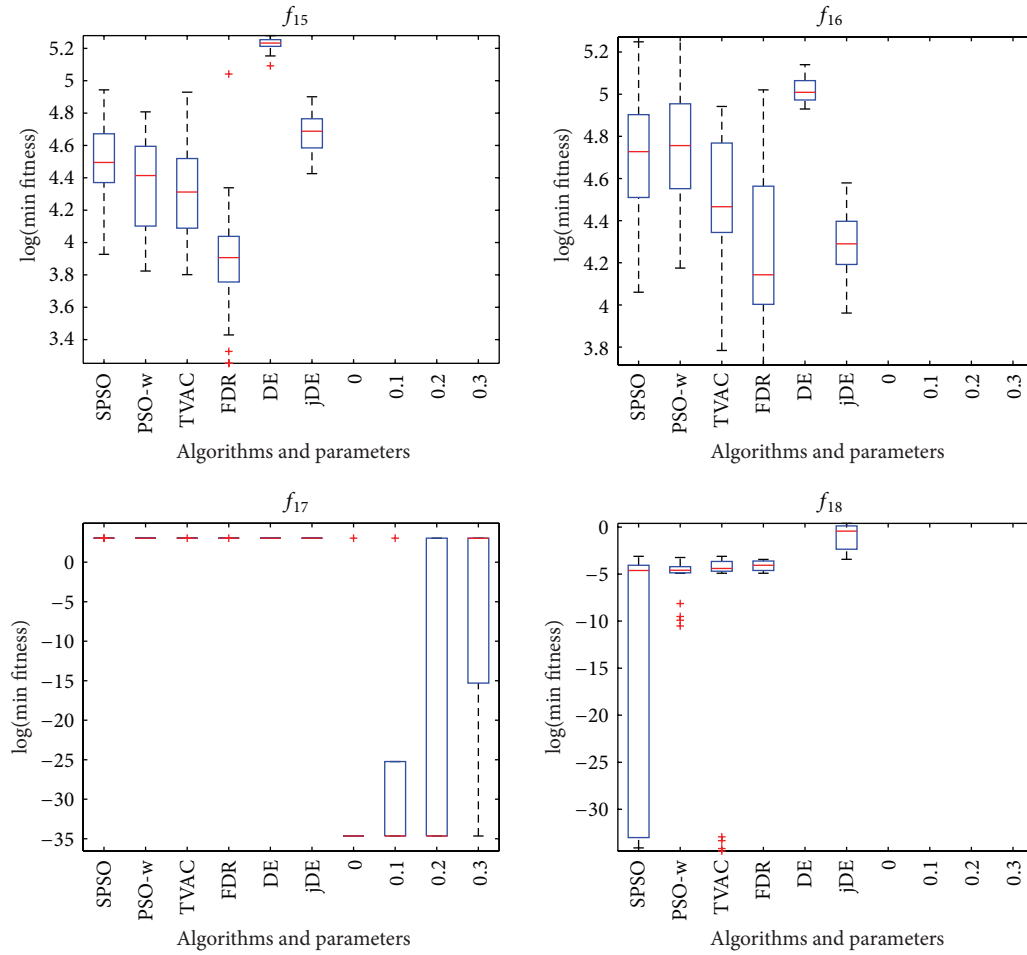 f15
5.2
5
4.8
4.6
4.4
4.2
4
3.8
3.6
3.4
log(min fitness)
SPSO
PSO-w
TVAC
FDR
DE
jDE
0
0.1
0.2
0.3
Algorithms and parameters
f16
5.2
5
4.8
4.6
4.4
4.2
4
3.8
log(min fitness)
SPSO
PSO-w
TVAC
FDR
DE
jDE
0
0.1
0.2
0.3
Algorithms and parameters
f17
0
−5
−10
−15
−20
−25
−30
−35
log(min fitness)
SPSO
PSO-w
TVAC
FDR
DE
jDE
0
0.1
0.2
0.3
Algorithms and parameters
f18
0
−5
−10
−15
−20
−25
−30
log(min fitness)
SPSO
PSO-w
TVAC
FDR
DE
jDE
0
0.1
0.2
0.3
Algorithms and parameters